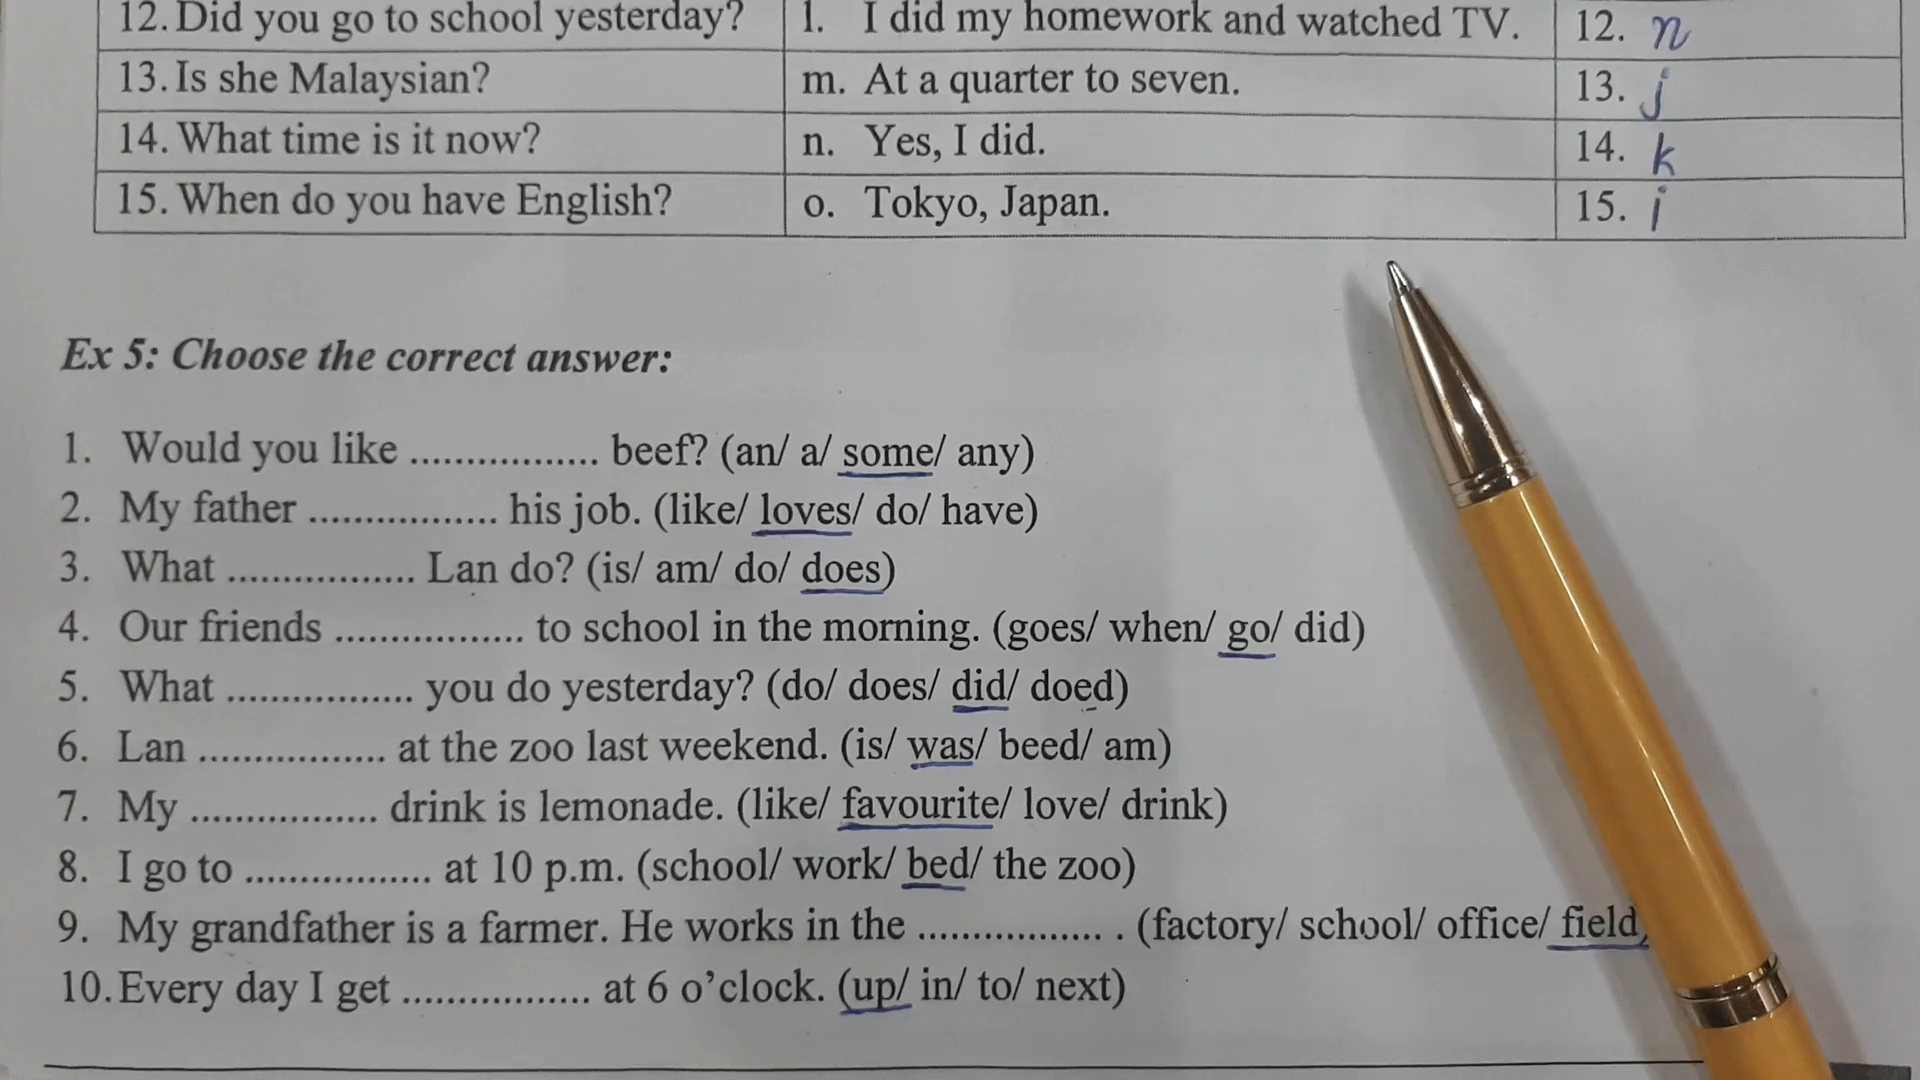 12. Did you go to school yesterday? l. I did my homework and watched TV. 12. n
13. Is she Malaysian? m. At a quarter to seven. 13. j
14. What time is it now? n. Yes, I did. 14. k
15. When do you have English? o. Tokyo, Japan. 15. i
Ex 5: Choose the correct answer:
1. Would you like ................. beef? (an/ a/ some/ any)
2. My father ................. his job. (like/ loves/ do/ have)
3. What ................. Lan do? (is/ am/ do/ does)
4. Our friends ................. to school in the morning. (goes/ when/ go/ did)
5. What ................. you do yesterday? (do/ does/ did/ doed)
6. Lan ................. at the zoo last weekend. (is/ was/ beed/ am)
7. My ................. drink is lemonade. (like/ favourite/ love/ drink)
8. I go to ................. at 10 p.m. (school/ work/ bed/ the zoo)
9. My grandfather is a farmer. He works in the ................. . (factory/ school/ office/ field)
10. Every day I get ................. at 6 o’clock. (up/ in/ to/ next)